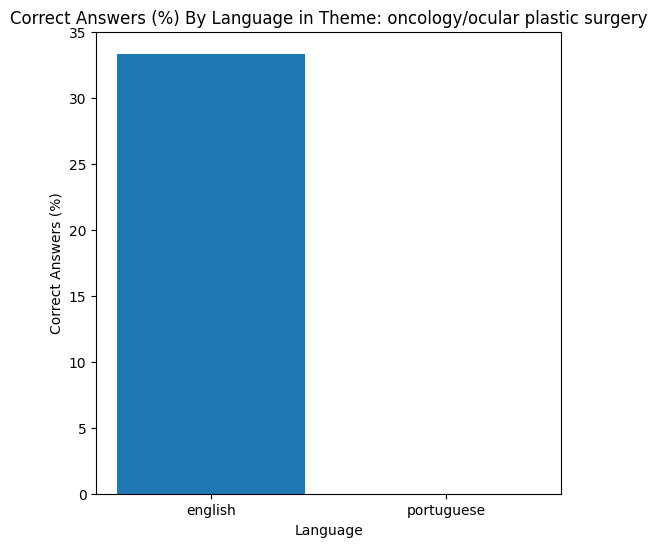 Correct Answers (%) By Language in Theme: oncology/ocular plastic surgery
35
30
25
20
15
10
5
0
Correct Answers (%)
english portuguese
Language